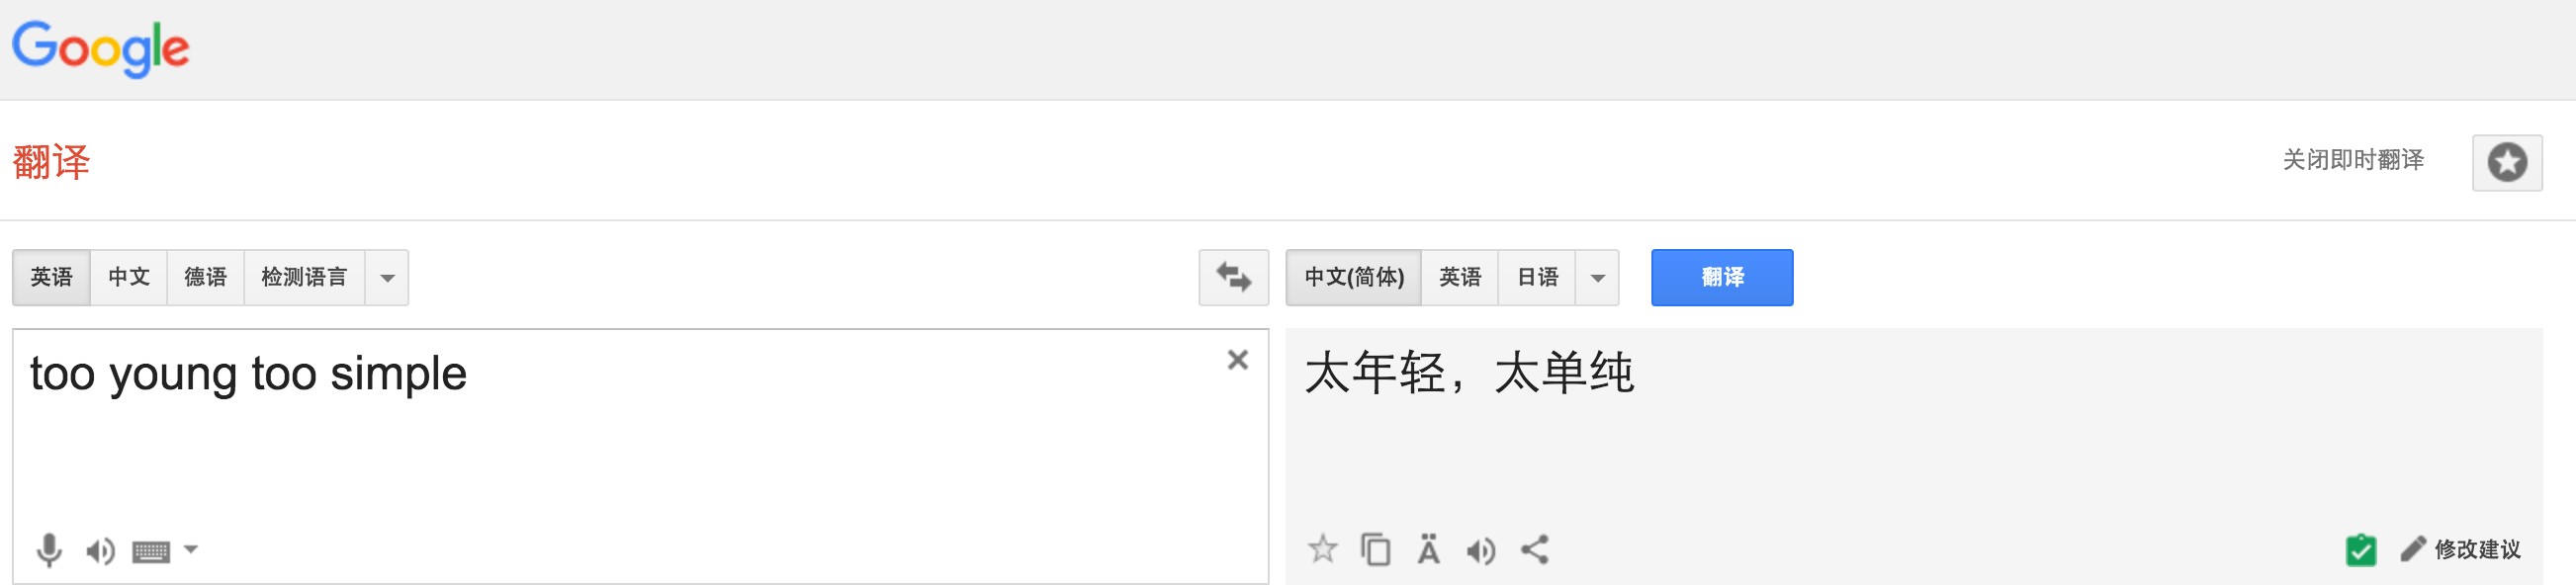 Google
翻译
关闭即时翻译
英语 中文 德语 检测语言
中文(简体) 英语 日语 翻译
too young too simple
太年轻，太单纯
Ä
修改建议